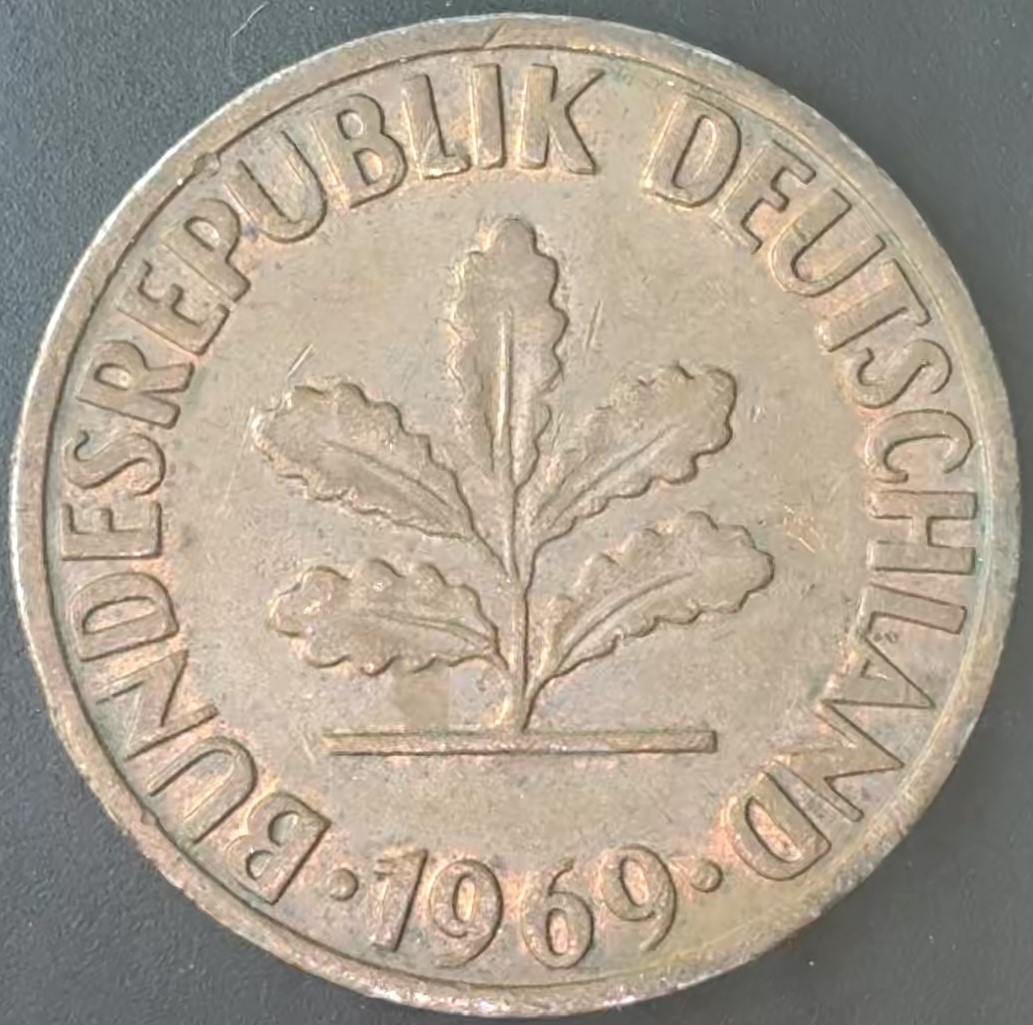 BUNDESREPUBLIK DEUTSCHLAND
· 1969 ·